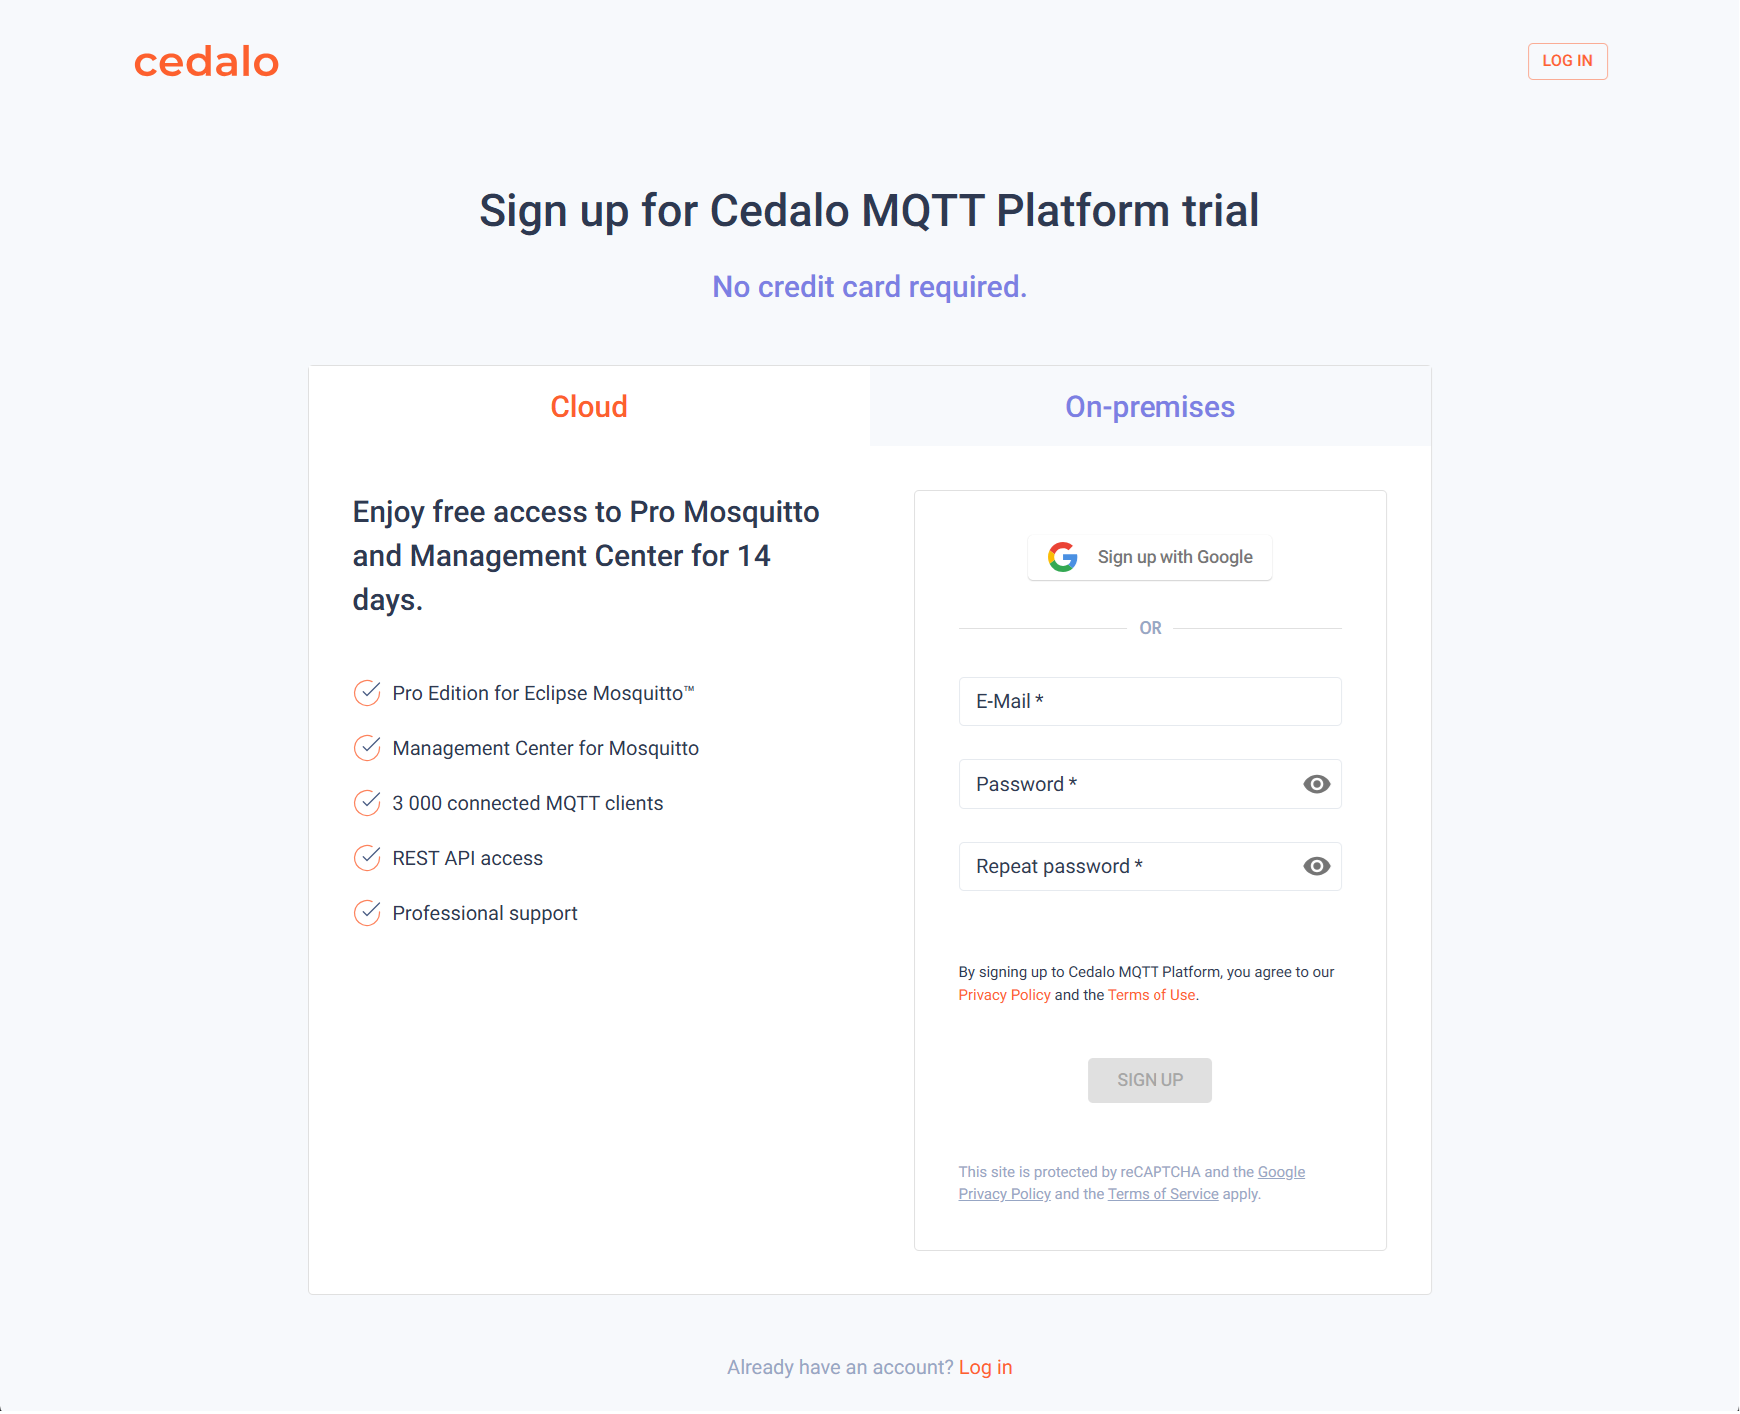 cedalo
LOG IN
Sign up for Cedalo MQTT Platform trial
No credit card required.
Cloud
On-premises
Enjoy free access to Pro Mosquitto
and Management Center for 14
days.
Pro Edition for Eclipse Mosquitto™
Management Center for Mosquitto
3 000 connected MQTT clients
REST API access
Professional support
Sign up with Google
OR
E-Mail *
Password *
Repeat password *
By signing up to Cedalo MQTT Platform, you agree to our
Privacy Policy and the Terms of Use.
SIGN UP
This site is protected by reCAPTCHA and the Google
Privacy Policy and the Terms of Service apply.
Already have an account? Log in